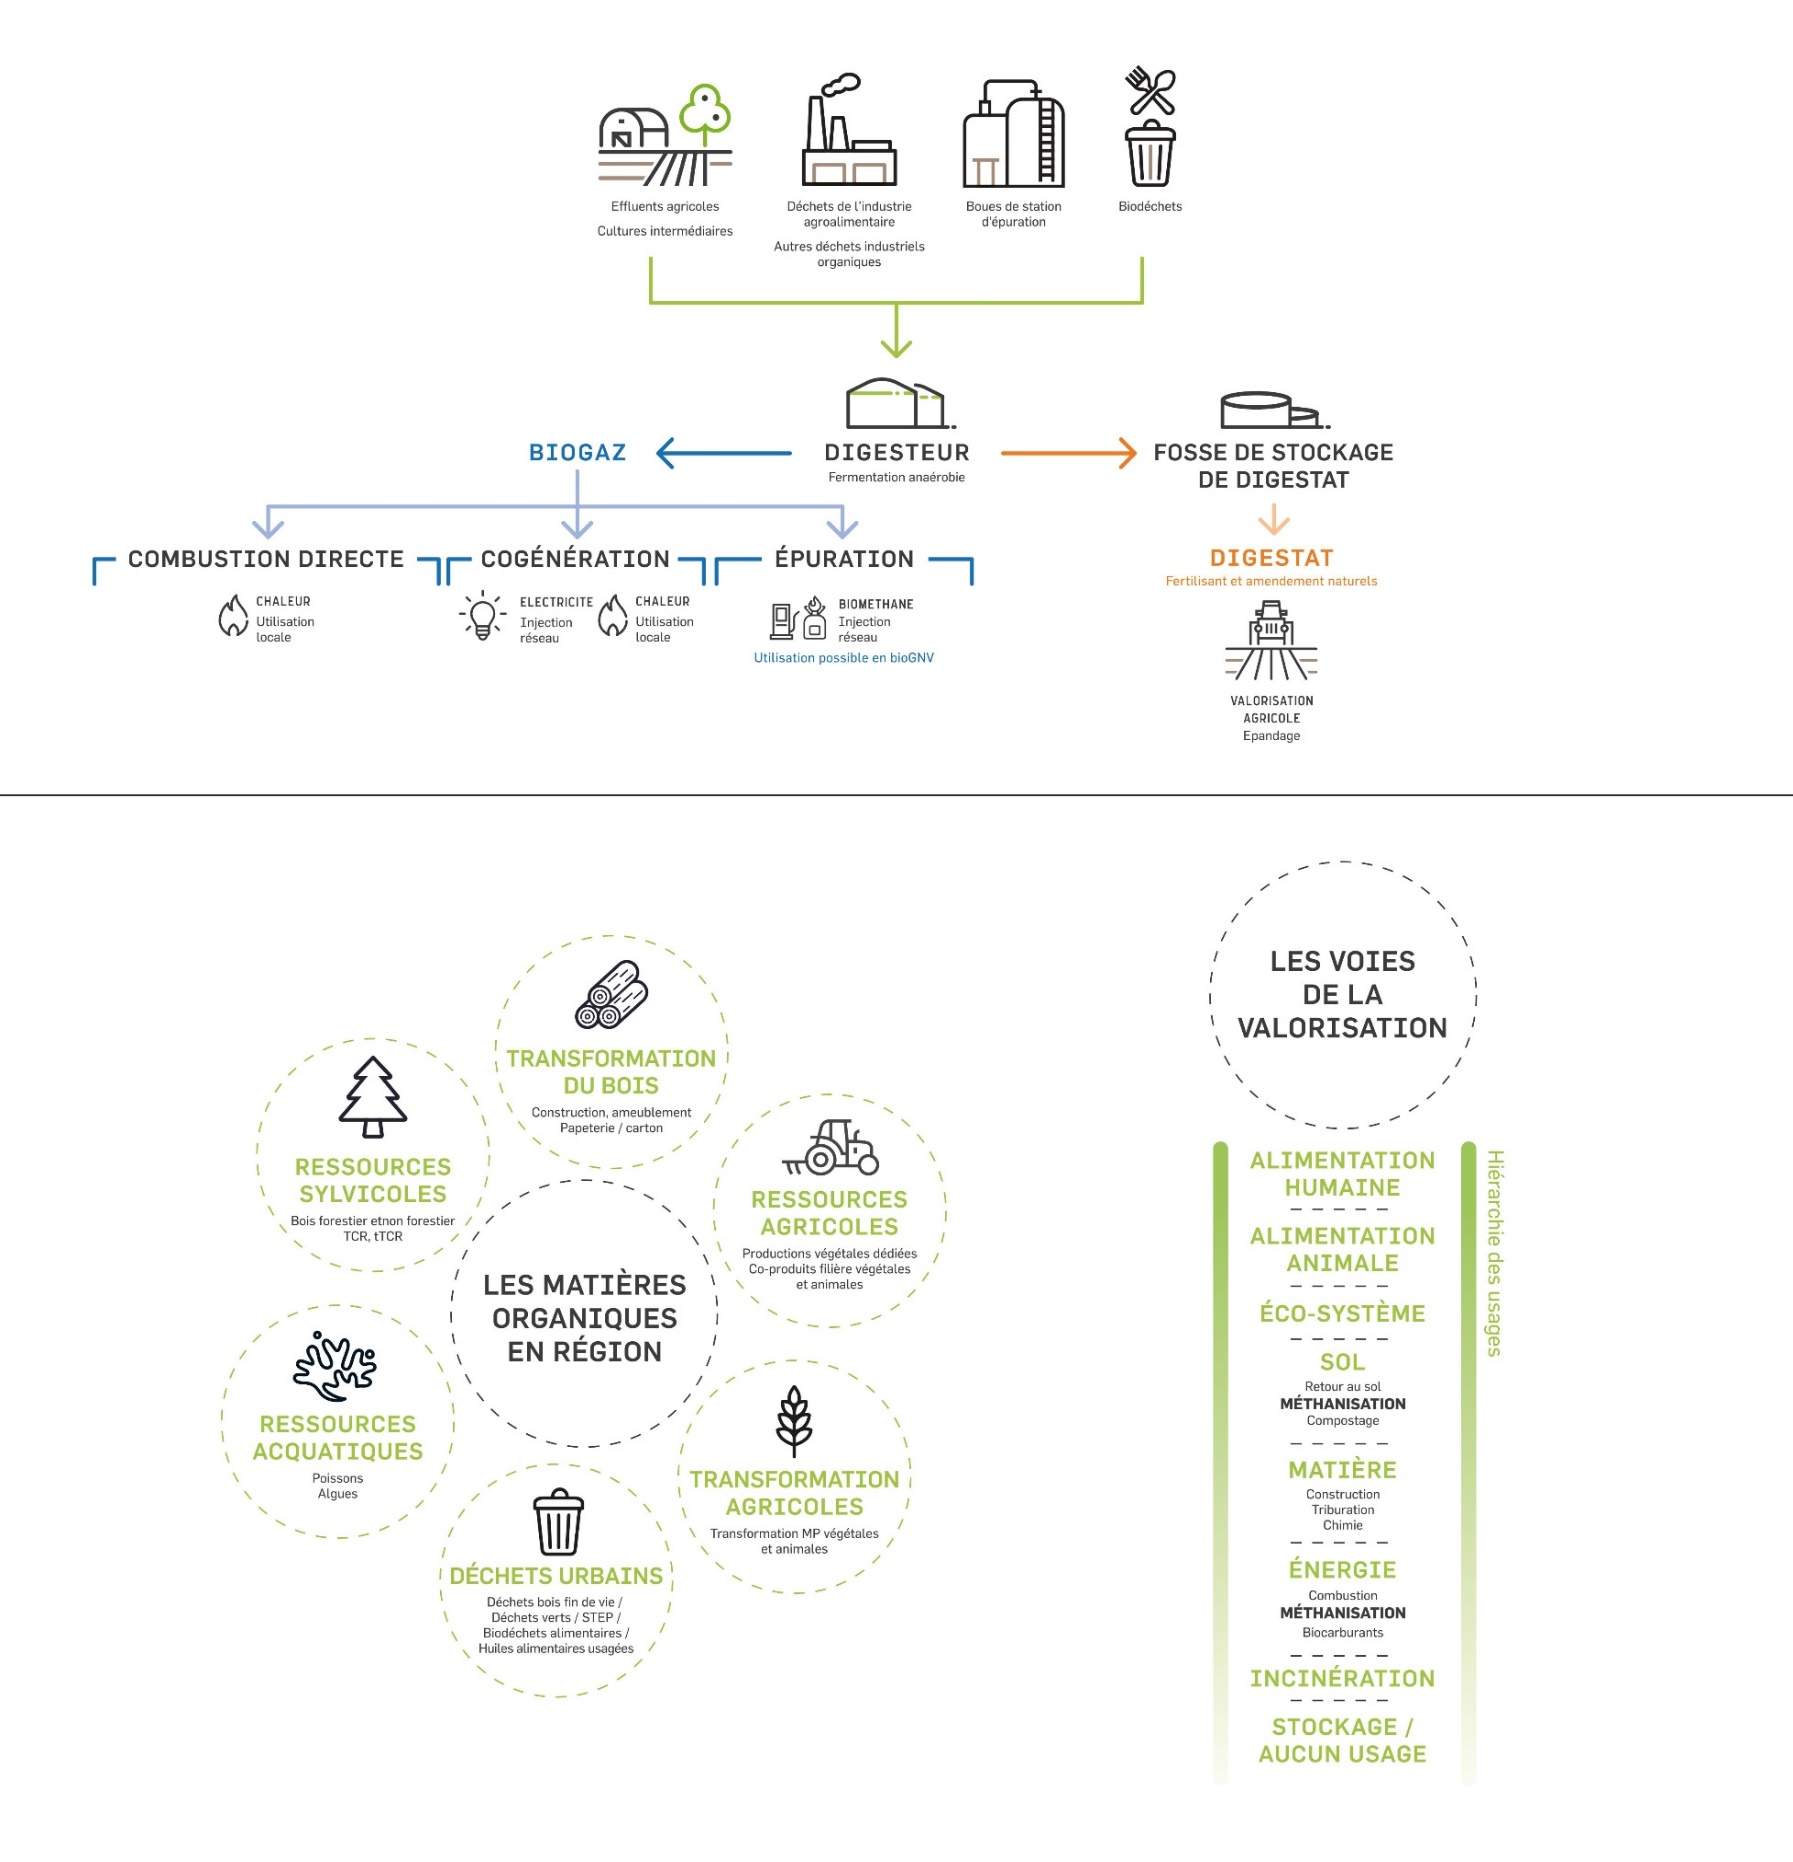 Effluents agricoles
Cultures intermédiaires
Déchets de l'industrie
agroalimentaire
Autres déchets industriels
organiques
Boues de station
d'épuration
Biodéchets
BIOGAZ
DIGESTEUR
Fermentation anaérobie
FOSSE DE STOCKAGE
DE DIGESTAT
COMBUSTION DIRECTE
CHALEUR
Utilisation
locale
COGÉNÉRATION
ELECTRICITE
Injection
réseau
CHALEUR
Utilisation
locale
ÉPURATION
BIOMETHANE
Injection
réseau
Utilisation possible en bioGNV
DIGESTAT
Fertilisant et amendement naturels
VALORISATION
AGRICOLE
Epandage
TRANSFORMATION
DU BOIS
Construction, ameublement
Papeterie / carton
RESSOURCES
SYLVICOLES
Bois forestier etnon forestier
TCR, tTCR
RESSOURCES
AGRICOLES
Productions végétales dédiées
Co-produits filière végétales
et animales
LES MATIÈRES
ORGANIQUES
EN RÉGION
RESSOURCES
ACQUATIQUES
Poissons
Algues
TRANSFORMATION
AGRICOLES
Transformation MP végétales
et animales
DÉCHETS URBAINS
Déchets bois fin de vie /
Déchets verts / STEP /
Biodéchets alimentaires /
Huiles alimentaires usagées
LES VOIES
DE LA
VALORISATION
Hiérarchie des usages
ALIMENTATION
HUMAINE
ALIMENTATION
ANIMALE
ÉCO-SYSTÈME
SOL
Retour au sol
MÉTHANISATION
Compostage
MATIÈRE
Construction
Triburation
Chimie
ÉNERGIE
Combustion
MÉTHANISATION
Biocarburants
INCINÉRATION
STOCKAGE /
AUCUN USAGE